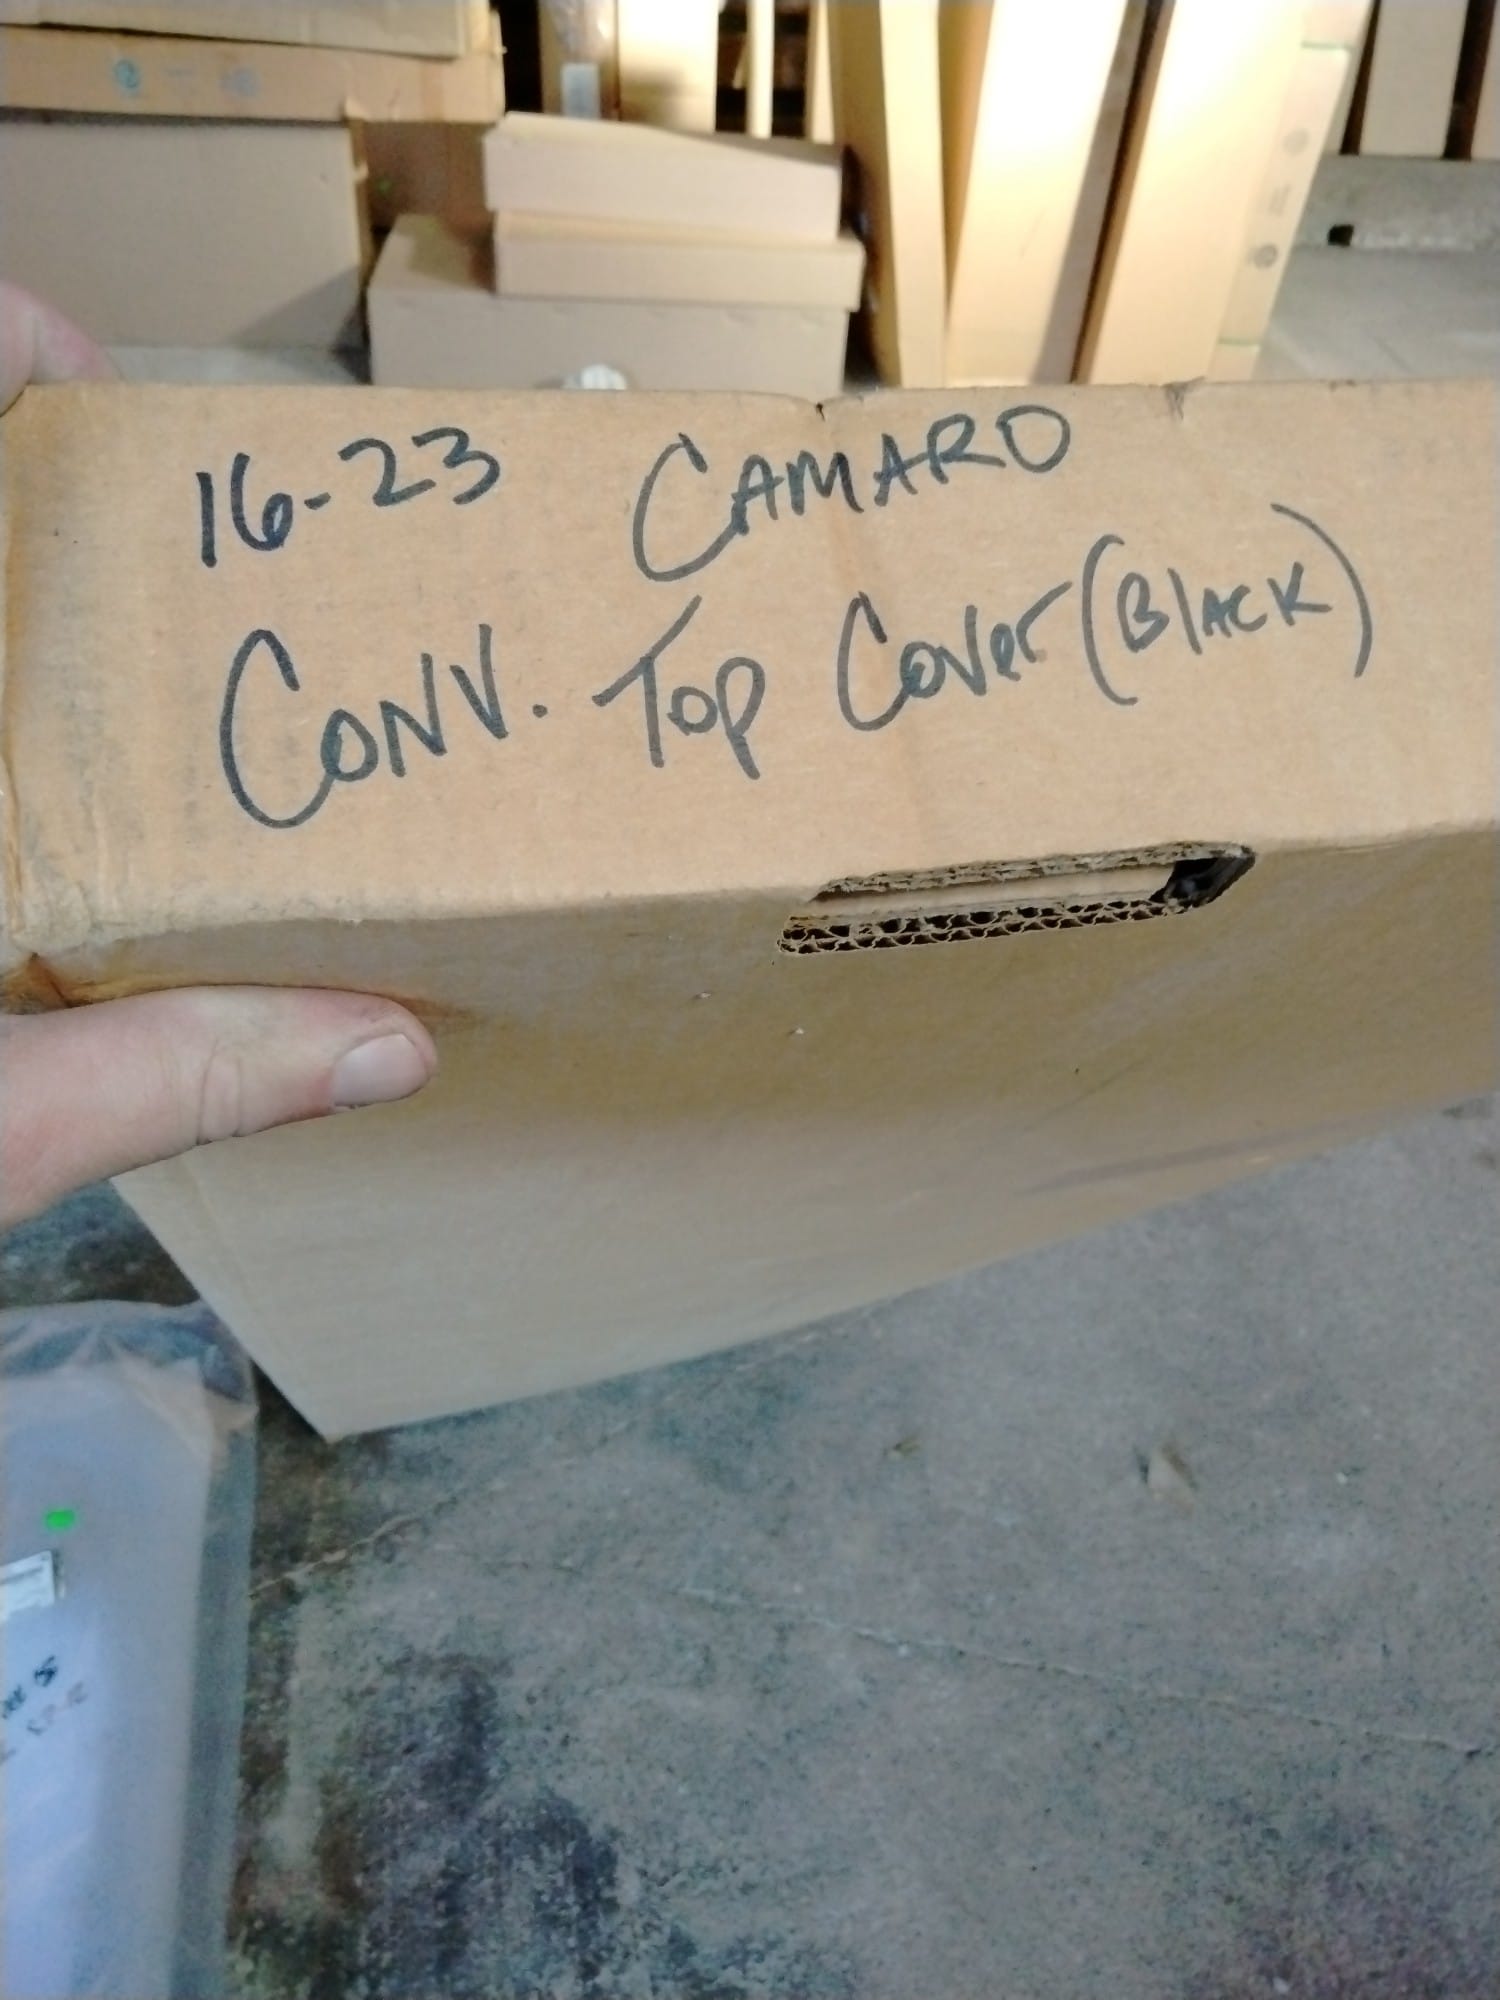 16-23 CAMARO
CONV. TOP COVER (BLACK)